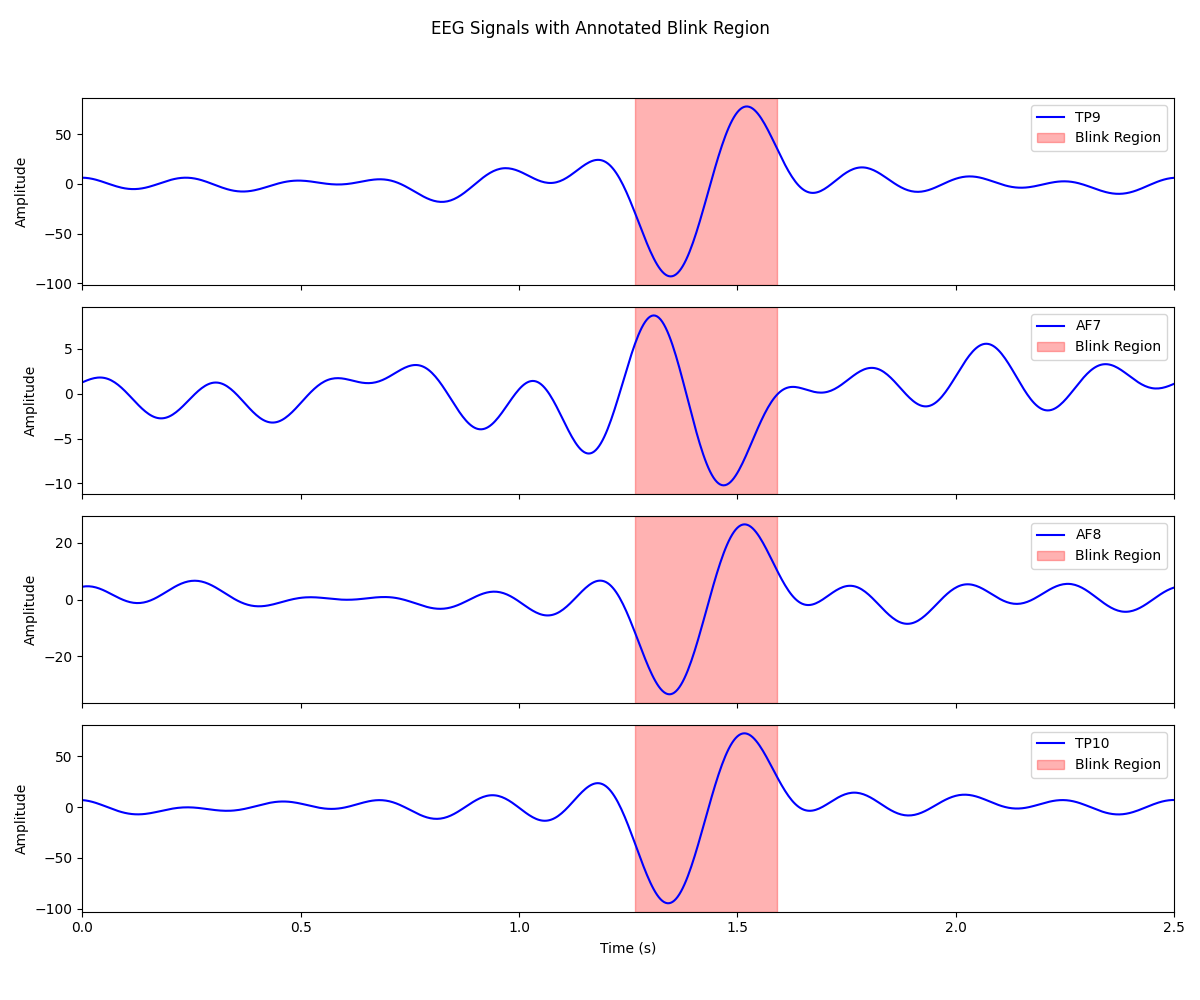 EEG Signals with Annotated Blink Region
50
0
−50
−100
Amplitude
TP9
Blink Region
5
0
−5
−10
Amplitude
AF7
Blink Region
20
0
−20
Amplitude
AF8
Blink Region
50
0
−50
−100
Amplitude
TP10
Blink Region
0.0 0.5 1.0 1.5 2.0 2.5
Time (s)